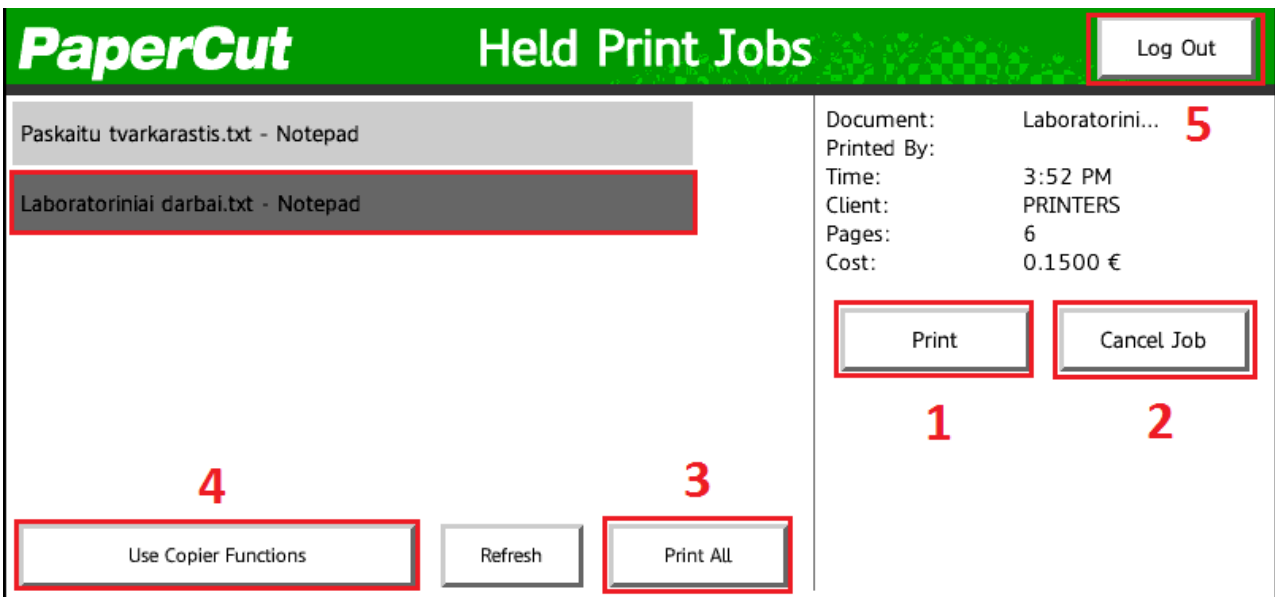 PaperCut Held Print Jobs Log Out
Paskaitu tvarkarastis.txt - Notepad
Laboratoriniai darbai.txt - Notepad
Document: Laboratorini... 5
Printed By:
Time: 3:52 PM
Client: PRINTERS
Pages: 6
Cost: 0.1500 €
Print Cancel Job
1 2
4 3
Use Copier Functions Refresh Print All